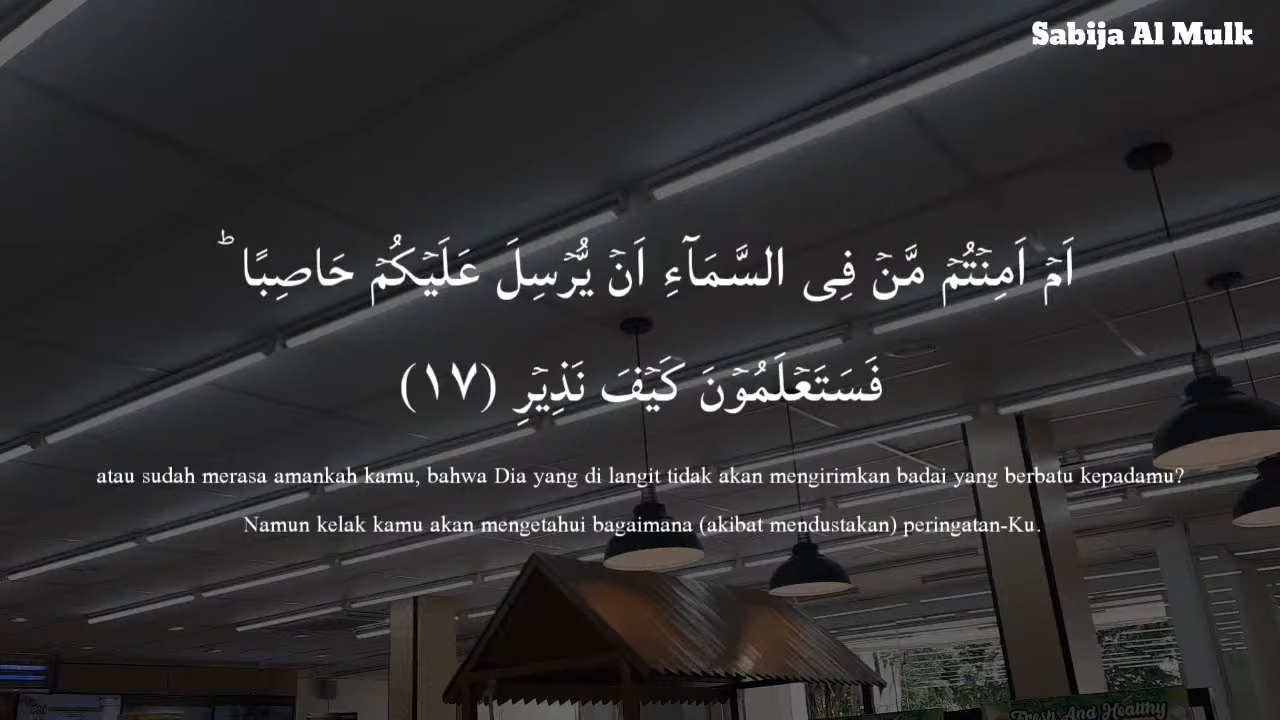 Sabija Al Mulk
اَمۡ اَمِنۡتُمۡ مَّنۡ فِى السَّمَآءِ اَنۡ يُّرۡسِلَ عَلَيۡكُمۡ حَاصِبًا ؕ
فَسَتَعۡلَمُوۡنَ كَيۡفَ نَذِيۡرِ (١٧)
atau sudah merasa amankah kamu, bahwa Dia yang di langit tidak akan mengirimkan badai yang berbatu kepadamu?
Namun kelak kamu akan mengetahui bagaimana (akibat mendustakan) peringatan-Ku.
Fresh And Healthy